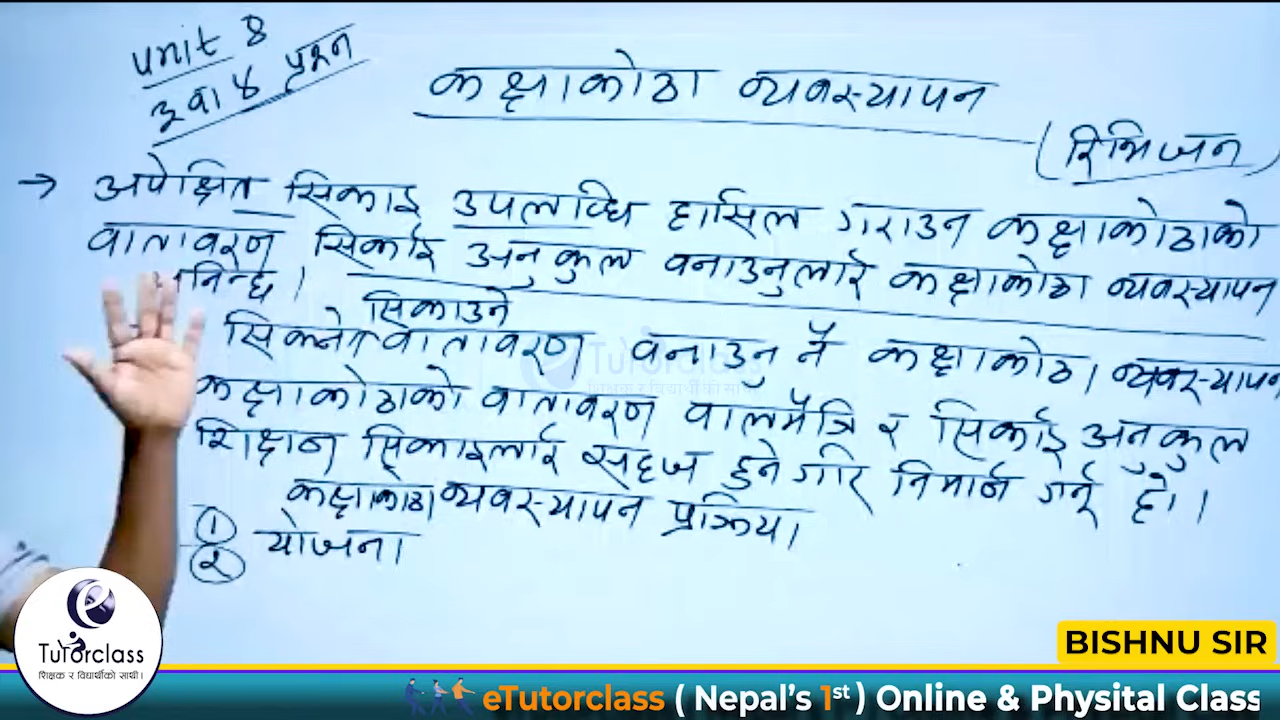 Unit 8
३ वा ४ प्रश्न
कक्षाकोठा व्यवस्थापन
(रिभिजन)
→ अपेक्षित सिकाइ उपलब्धि हासिल गराउन कक्षाकोठाको
वातावरण सिकाई अनुकुल बनाउनुलाई कक्षाकोठा व्यवस्थापन
भनिन्छ।
सिकाउने
सिक्ने वातावरण बनाउनु नै कक्षाकोठा व्यवस्थापन
कक्षाकोठाको वातावरण वालमैत्रि र सिकाई अनुकुल
शिक्षण सिकाइलाई सहज हुने गरि निर्माण गर्नु हो।
कक्षाकोठा व्यवस्थापन प्रक्रिया
① योजना
②
Tutorclass
शिक्षक र विद्यार्थीको साथी
Tutorclass
शिक्षक र विद्यार्थीको साथी।
BISHNU SIR
eTutorclass ( Nepal's 1st ) Online & Physital Class